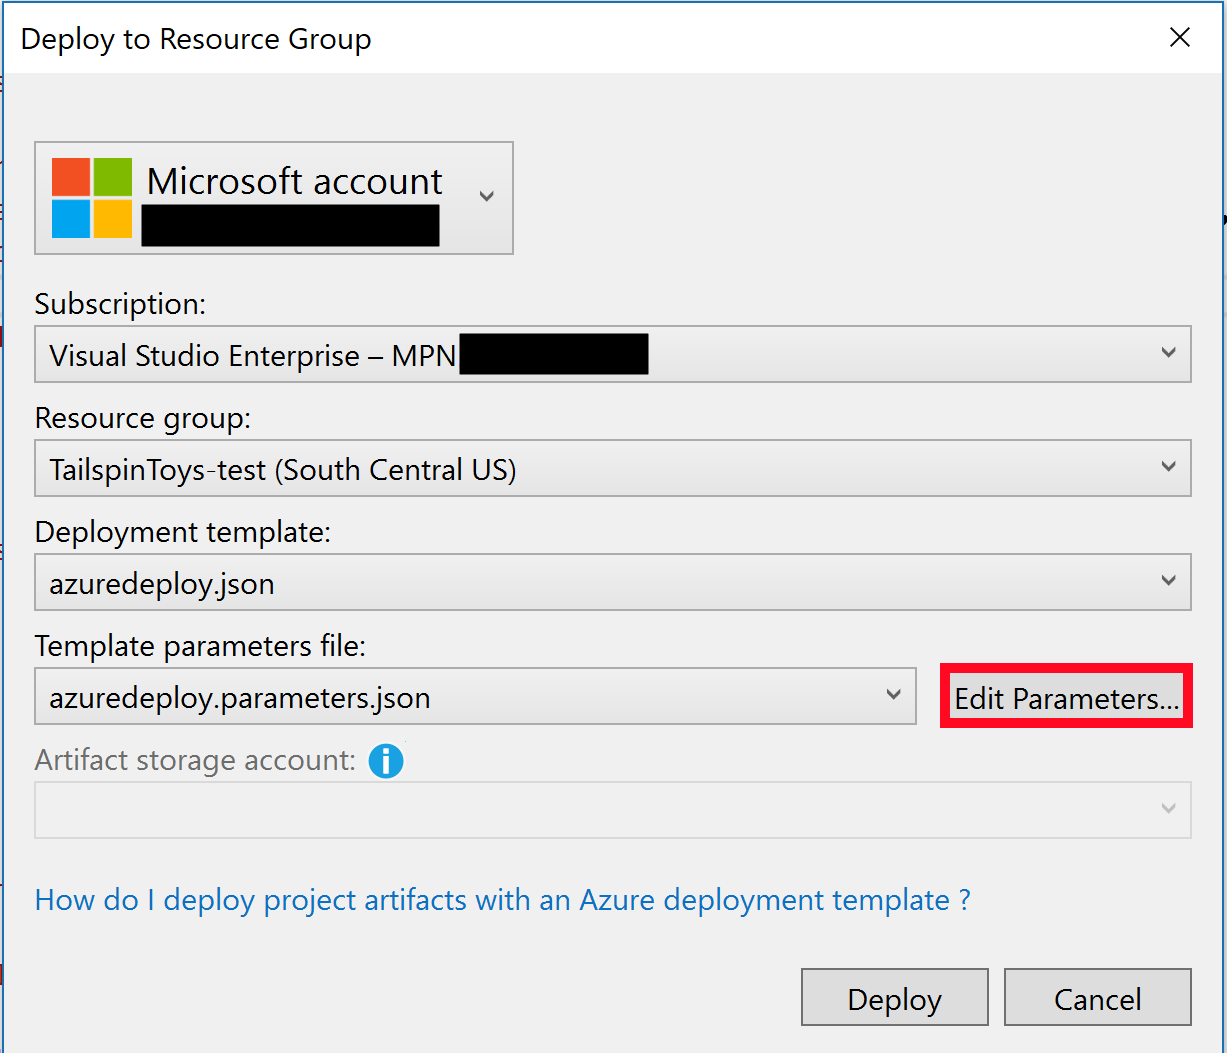 Deploy to Resource Group
Microsoft account
Subscription:
Visual Studio Enterprise – MPN
Resource group:
TailspinToys-test (South Central US)
Deployment template:
azuredeploy.json
Template parameters file:
azuredeploy.parameters.json
Edit Parameters...
Artifact storage account:
How do I deploy project artifacts with an Azure deployment template ?
Deploy
Cancel